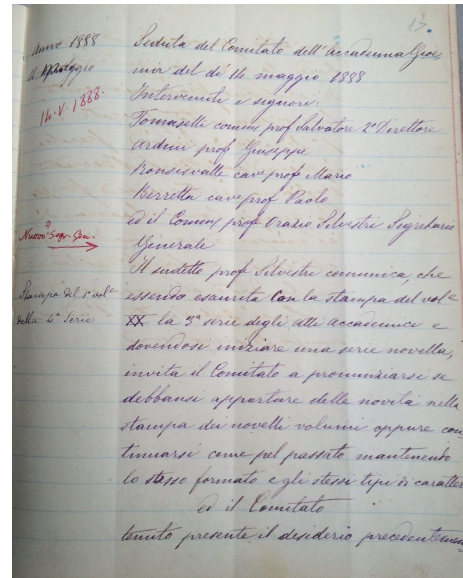 13.
Anno 1888
14 Maggio
14.V.1888.
Seduta del Comitato dell'Accademia Gioe,
nia del dì 14 maggio 1888
Intervenuti i signori:
Tomaselli comm prof Salvatore 2° Direttore
Ardini prof Giuseppe
Ronsisvalle cav prof Mario
Berretta cav prof Paolo
ed il Comm prof Orazio Silvestri Segretario
Generale
Nuovo Segr. Gen.
Il sudetto prof Silvestri comunica, che
Stampa del 1° vol
della 4ª Serie
essendo esaurita con la stampa del vol
XX la 3ª serie degli atti accademici e
dovendosi iniziare una serie novella,
invita il Comitato a pronunziarsi se
debbansi apportare delle novità nella
stampa dei novelli volumi oppure con
tinuarsi come pel passato mantenendo
lo stesso formato e gli stessi tipi di caratter
ed il Comitato
tenuto presente il desiderio precedentemen